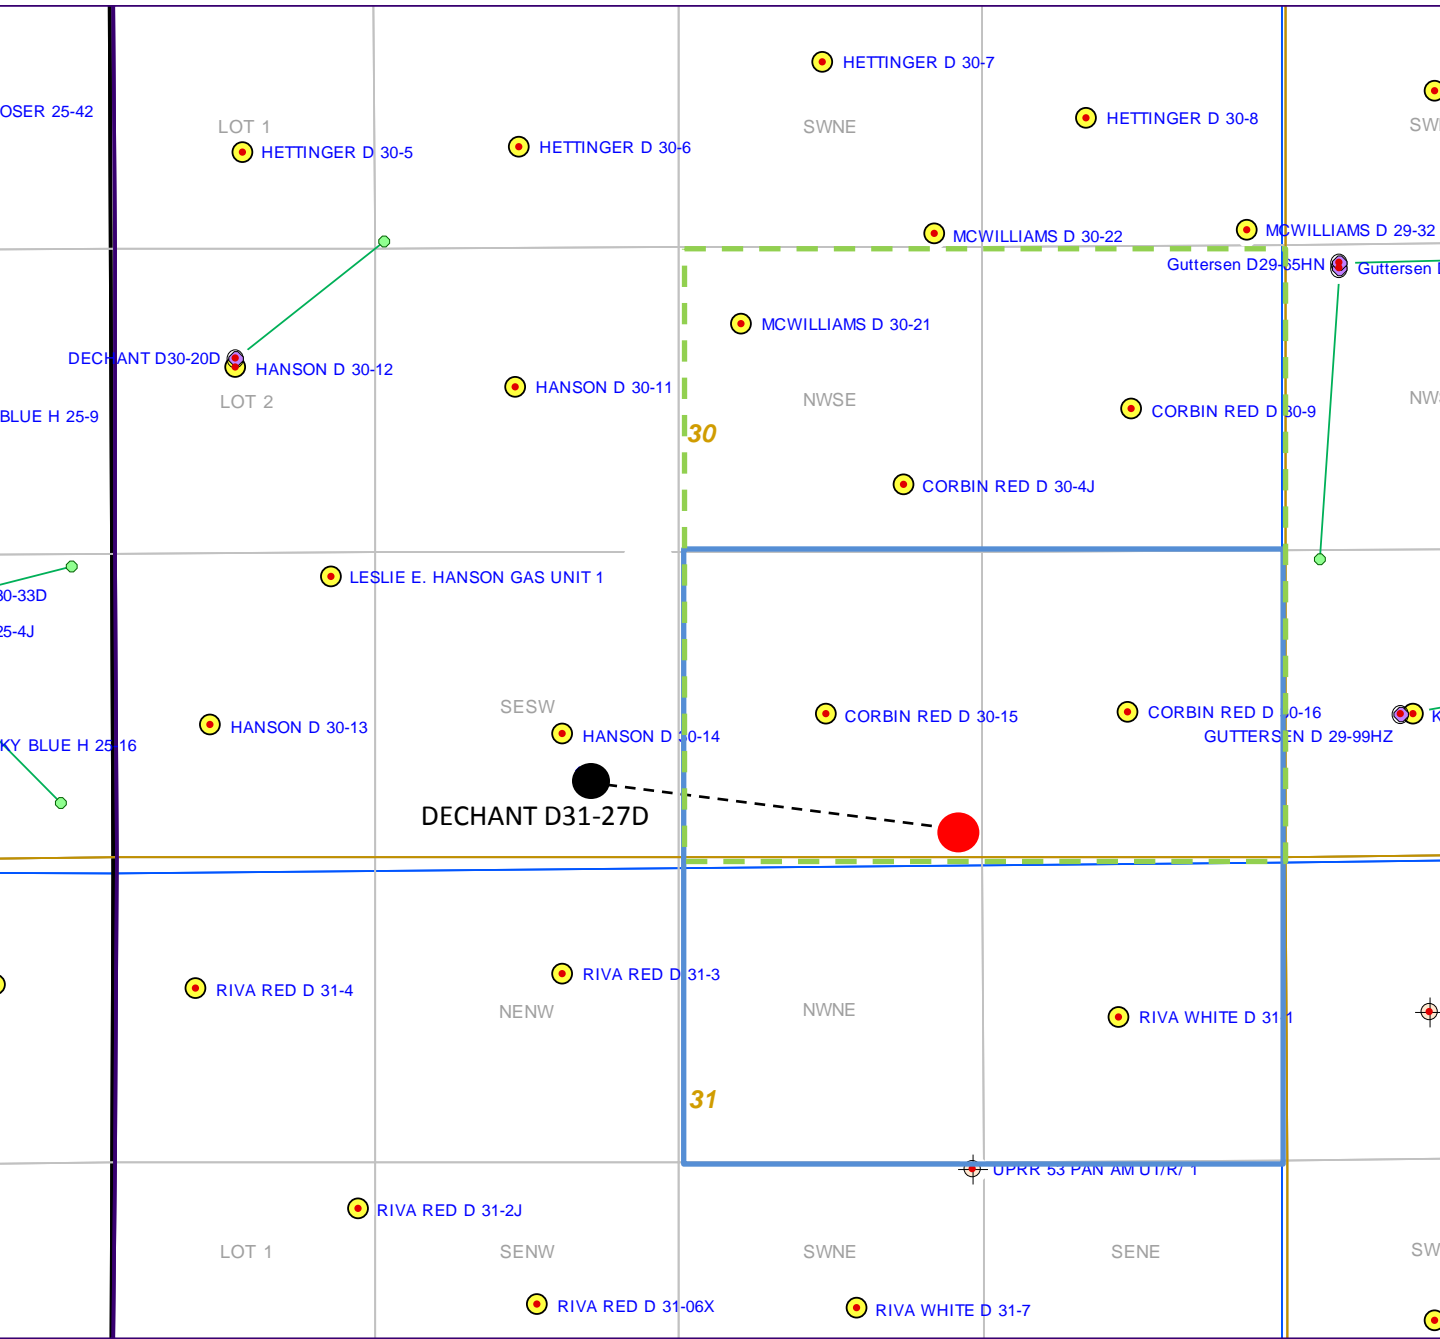 HETTINGER D 30-7
OSER 25-42
HETTINGER D 30-8
LOT 1
SWNE
HETTINGER D 30-5
HETTINGER D 30-6
MCWILLIAMS D 30-22
MCWILLIAMS D 29-32
Guttersen D29-65HN
Guttersen
MCWILLIAMS D 30-21
DECHANT D30-20D
HANSON D 30-12
HANSON D 30-11
LOT 2
NWSE
NW
BLUE H 25-9
CORBIN RED D 30-9
30
CORBIN RED D 30-4J
LESLIE E. HANSON GAS UNIT 1
30-33D
25-4J
SESW
HANSON D 30-13
HANSON D 30-14
CORBIN RED D 30-15
CORBIN RED D 30-16
K
GUTTERSEN D 29-99HZ
KY BLUE H 25-16
DECHANT D31-27D
RIVA RED D 31-4
RIVA RED D 31-3
NENW
NWNE
RIVA WHITE D 31-1
31
UPRR 53 PAN AM UT/R/ 1
RIVA RED D 31-2J
LOT 1
SENW
SWNE
SENE
SW
RIVA RED D 31-06X
RIVA WHITE D 31-7